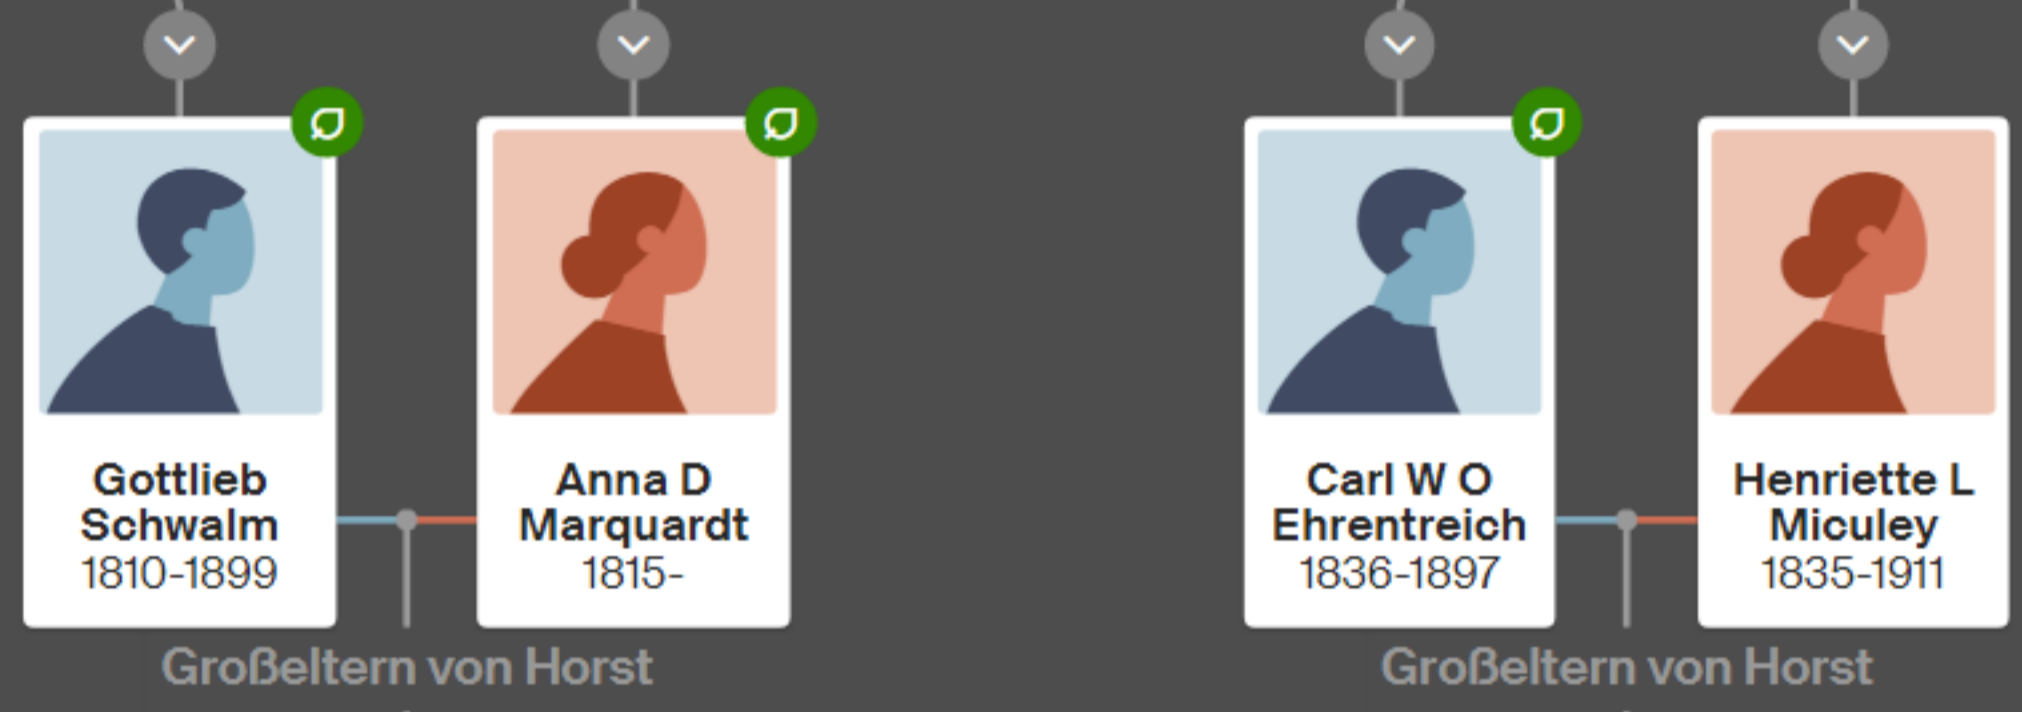 Gottlieb
Schwalm
1810-1899
Anna D
Marquardt
1815-
Großeltern von Horst
Carl W O
Ehrentreich
1836-1897
Henriette L
Miculey
1835-1911
Großeltern von Horst